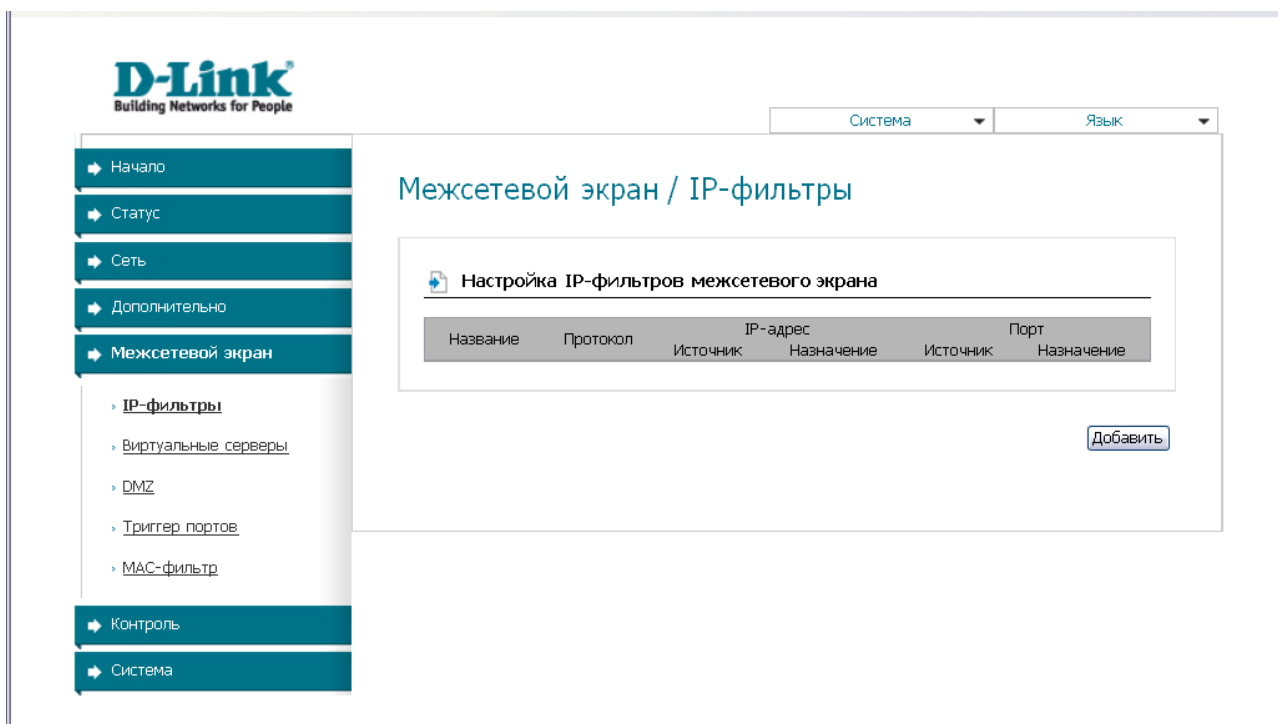 D-Link
Building Networks for People
Система
Язык
Начало
Статус
Сеть
Дополнительно
Межсетевой экран
IP-фильтры
Виртуальные серверы
DMZ
Триггер портов
MAC-фильтр
Контроль
Система
Межсетевой экран / IP-фильтры
Настройка IP-фильтров межсетевого экрана
Название Протокол IP-адрес Порт
Источник Назначение Источник Назначение
Добавить